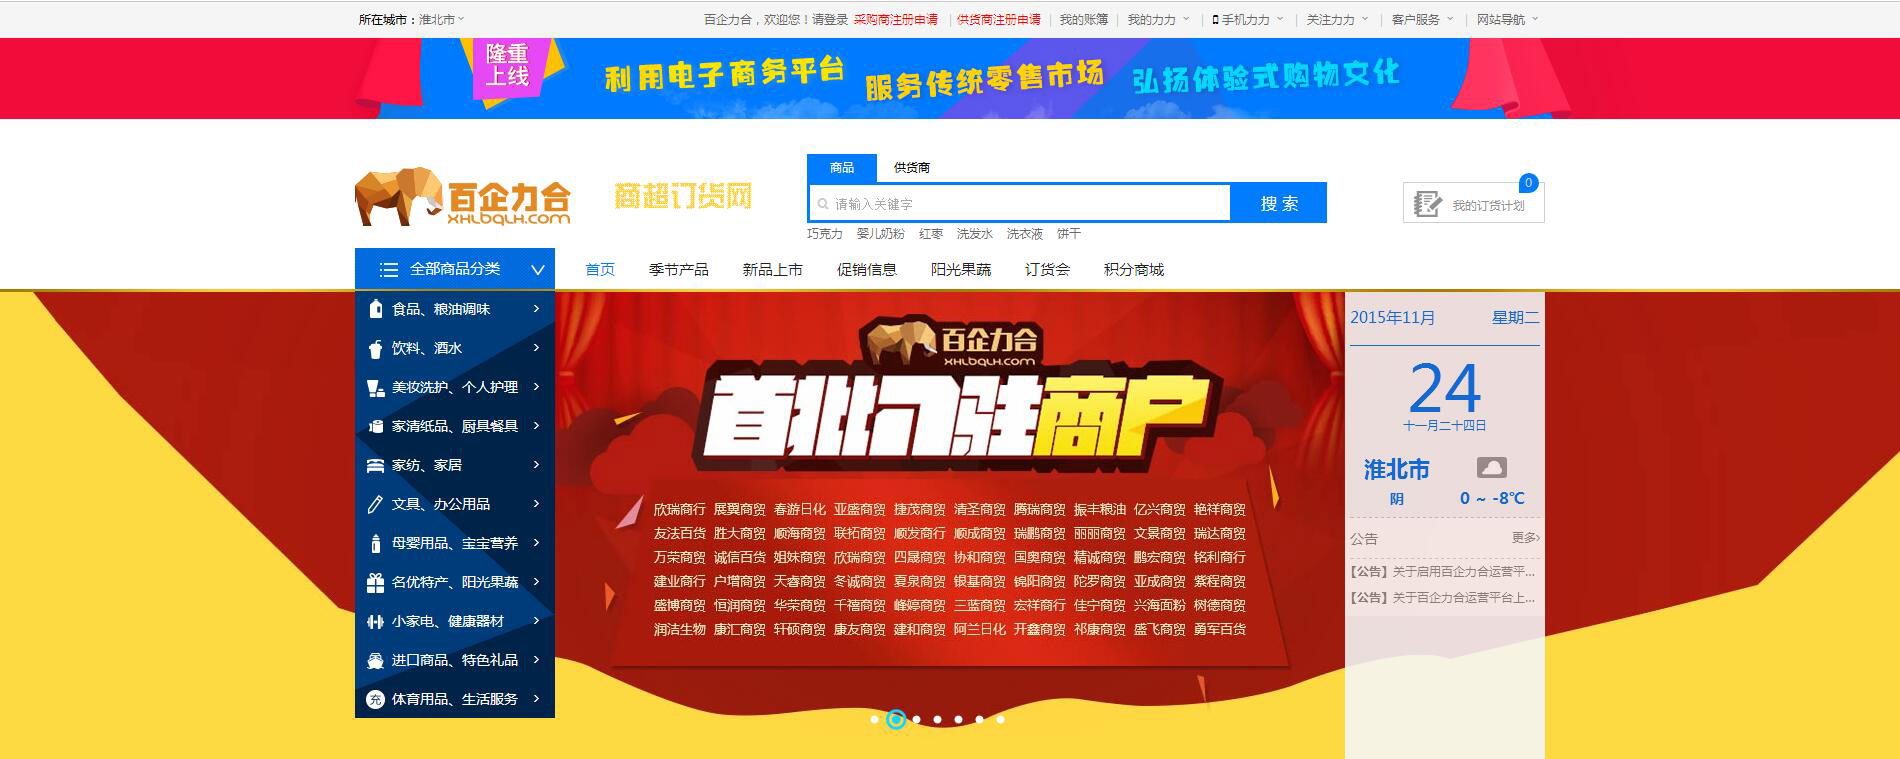 所在城市：淮北市
百企力合，欢迎您！请登录 采购商注册申请 供货商注册申请 我的账簿 我的力力 手机力力 关注力力 客户服务 网站导航
隆重
上线
利用电子商务平台 服务传统零售市场 弘扬体验式购物文化
百企力合
XHLBQLH.COM
商超订货网
商品 供货商
请输入关键字 搜 索
0
我的订货计划
巧克力 婴儿奶粉 红枣 洗发水 洗衣液 饼干
全部商品分类
首页 季节产品 新品上市 促销信息 阳光果蔬 订货会 积分商城
食品、粮油调味
饮料、酒水
美妆洗护、个人护理
家清纸品、厨具餐具
家纺、家居
文具、办公用品
母婴用品、宝宝营养
名优特产、阳光果蔬
小家电、健康器材
进口商品、特色礼品
充 体育用品、生活服务
百企力合
XHLBQLH.COM
首批入驻商户
欣瑞商行 展翼商贸 春游日化 亚盛商贸 捷茂商贸 清圣商贸 腾瑞商贸 振丰粮油 亿兴商贸 艳祥商贸
友法百货 胜大商贸 顺海商贸 联拓商贸 顺发商行 顺成商贸 瑞鹏商贸 丽丽商贸 文景商贸 瑞达商贸
万荣商贸 诚信百货 姐妹商贸 欣瑞商贸 四晟商贸 协和商贸 国奥商贸 精诚商贸 鹏宏商贸 铭利商行
建业商行 户增商贸 天睿商贸 冬诚商贸 夏泉商贸 银基商贸 锦阳商贸 陀罗商贸 亚成商贸 紫程商贸
盛博商贸 恒润商贸 华荣商贸 千禧商贸 峰婷商贸 三蓝商贸 宏祥商行 佳宁商贸 兴海面粉 树德商贸
润洁生物 康汇商贸 轩硕商贸 康友商贸 建和商贸 阿兰日化 开鑫商贸 祁康商贸 盛飞商贸 勇军百货
2015年11月 星期二
24
十一月二十四日
淮北市
阴 0 ~ -8℃
公告 更多>
【公告】关于启用百企力合运营平...
【公告】关于百企力合运营平台上...